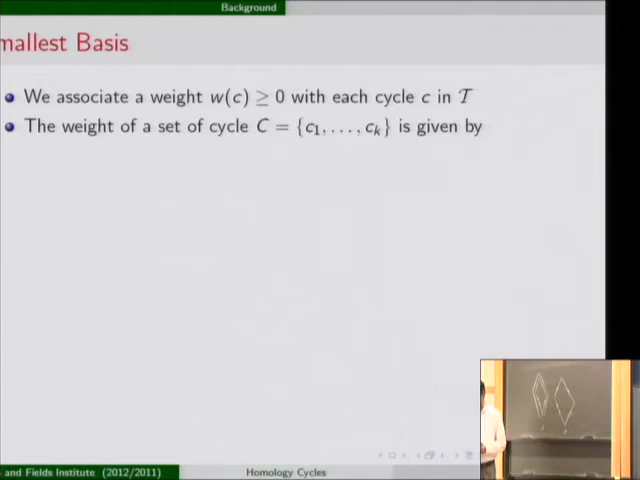 Background
mallest Basis
We associate a weight w(c) ≥ 0 with each cycle c in 𝒯
The weight of a set of cycle C = {c₁, . . . , cₖ} is given by
and Fields Institute (2012/2011) Homology Cycles